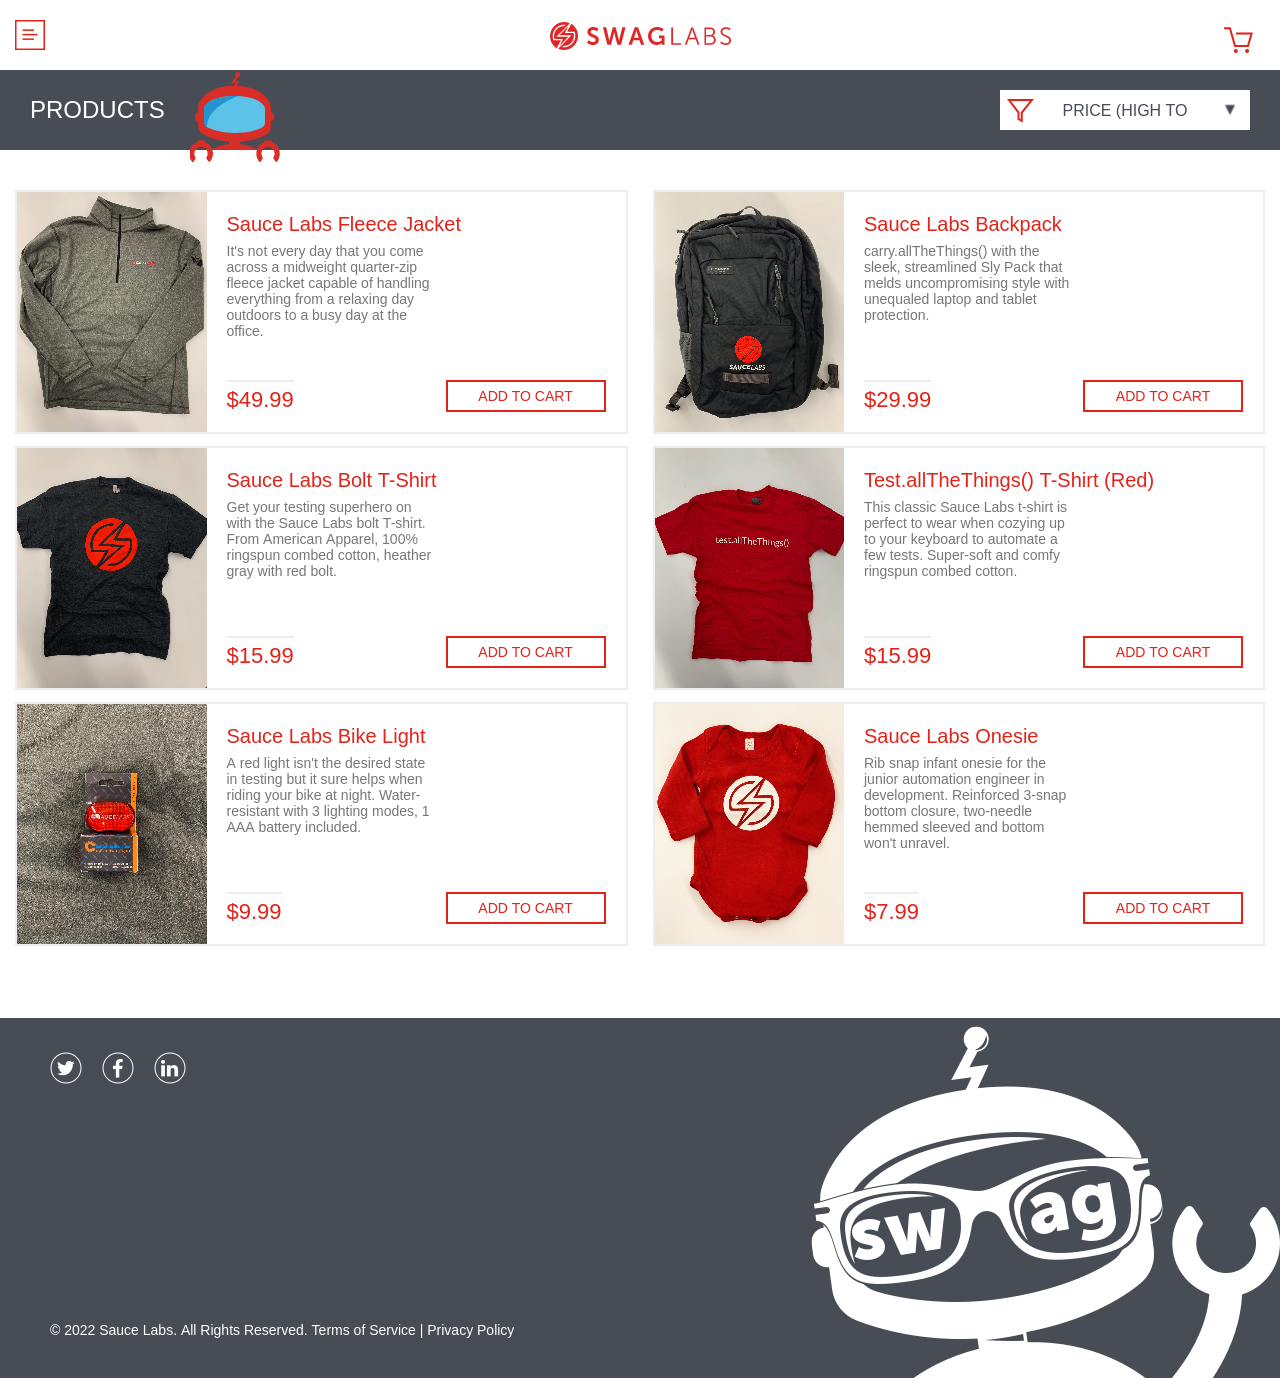 SWAGLABS
PRODUCTS
PRICE (HIGH TO
Sauce Labs Fleece Jacket
It's not every day that you come
across a midweight quarter-zip
fleece jacket capable of handling
everything from a relaxing day
outdoors to a busy day at the
office.
$49.99
ADD TO CART
Sauce Labs Backpack
carry.allTheThings() with the
sleek, streamlined Sly Pack that
melds uncompromising style with
unequaled laptop and tablet
protection.
SAUCELABS
$29.99
ADD TO CART
Sauce Labs Bolt T-Shirt
Get your testing superhero on
with the Sauce Labs bolt T-shirt.
From American Apparel, 100%
ringspun combed cotton, heather
gray with red bolt.
$15.99
ADD TO CART
Test.allTheThings() T-Shirt (Red)
This classic Sauce Labs t-shirt is
perfect to wear when cozying up
to your keyboard to automate a
few tests. Super-soft and comfy
ringspun combed cotton.
test.allTheThings()
$15.99
ADD TO CART
Sauce Labs Bike Light
A red light isn't the desired state
in testing but it sure helps when
riding your bike at night. Water-
resistant with 3 lighting modes, 1
AAA battery included.
SAUCELABS
$9.99
ADD TO CART
Sauce Labs Onesie
Rib snap infant onesie for the
junior automation engineer in
development. Reinforced 3-snap
bottom closure, two-needle
hemmed sleeved and bottom
won't unravel.
$7.99
ADD TO CART
sw ag
© 2022 Sauce Labs. All Rights Reserved. Terms of Service | Privacy Policy